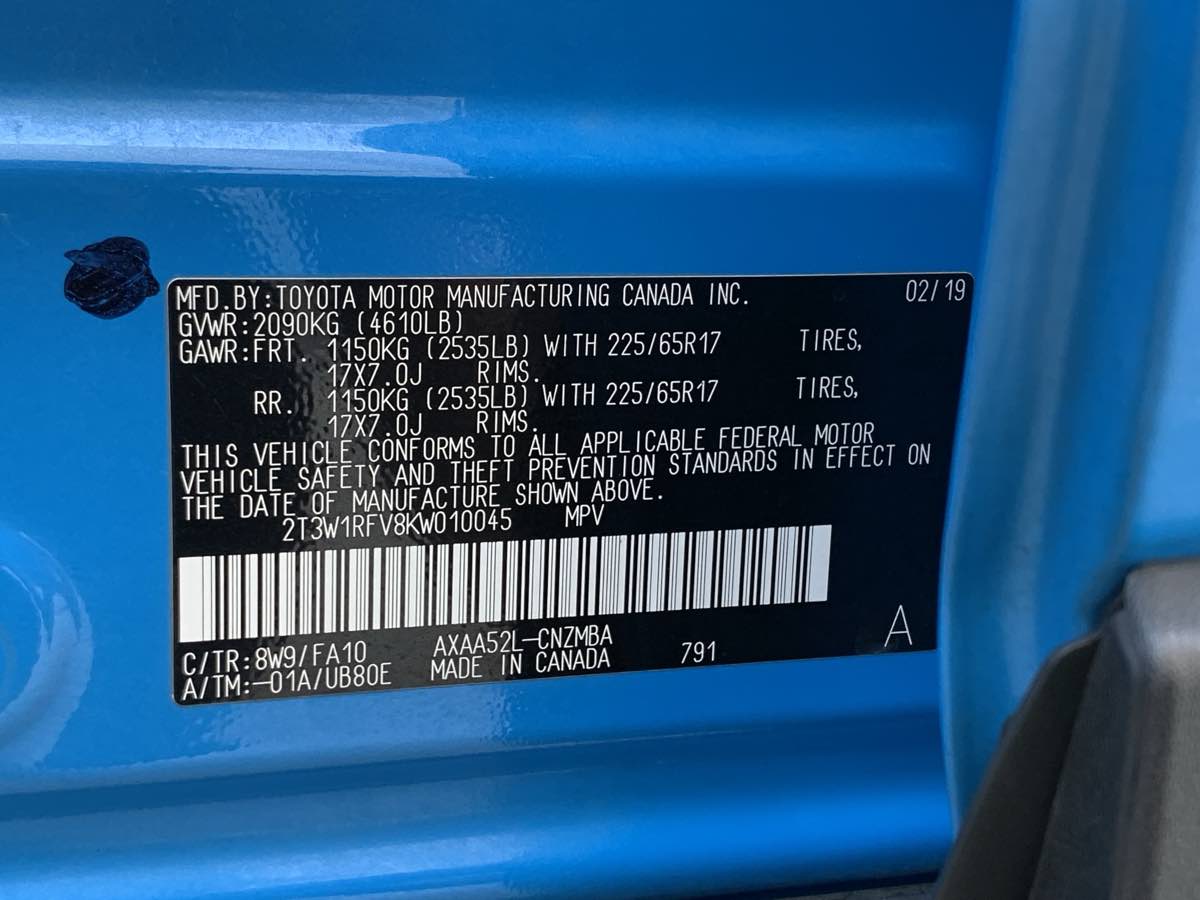 MFD.BY:TOYOTA MOTOR MANUFACTURING CANADA INC. 02/19
GVWR:2090KG (4610LB)
GAWR:FRT. 1150KG (2535LB) WITH 225/65R17 TIRES,
17X7.0J RIMS.
RR. 1150KG (2535LB) WITH 225/65R17 TIRES,
17X7.0J RIMS.
THIS VEHICLE CONFORMS TO ALL APPLICABLE FEDERAL MOTOR
VEHICLE SAFETY AND THEFT PREVENTION STANDARDS IN EFFECT ON
THE DATE OF MANUFACTURE SHOWN ABOVE.
2T3W1RFV8KW010045 MPV
C/TR:8W9/FA10 AXAA52L-CNZMBA 791 A
A/TM:-01A/UB80E MADE IN CANADA